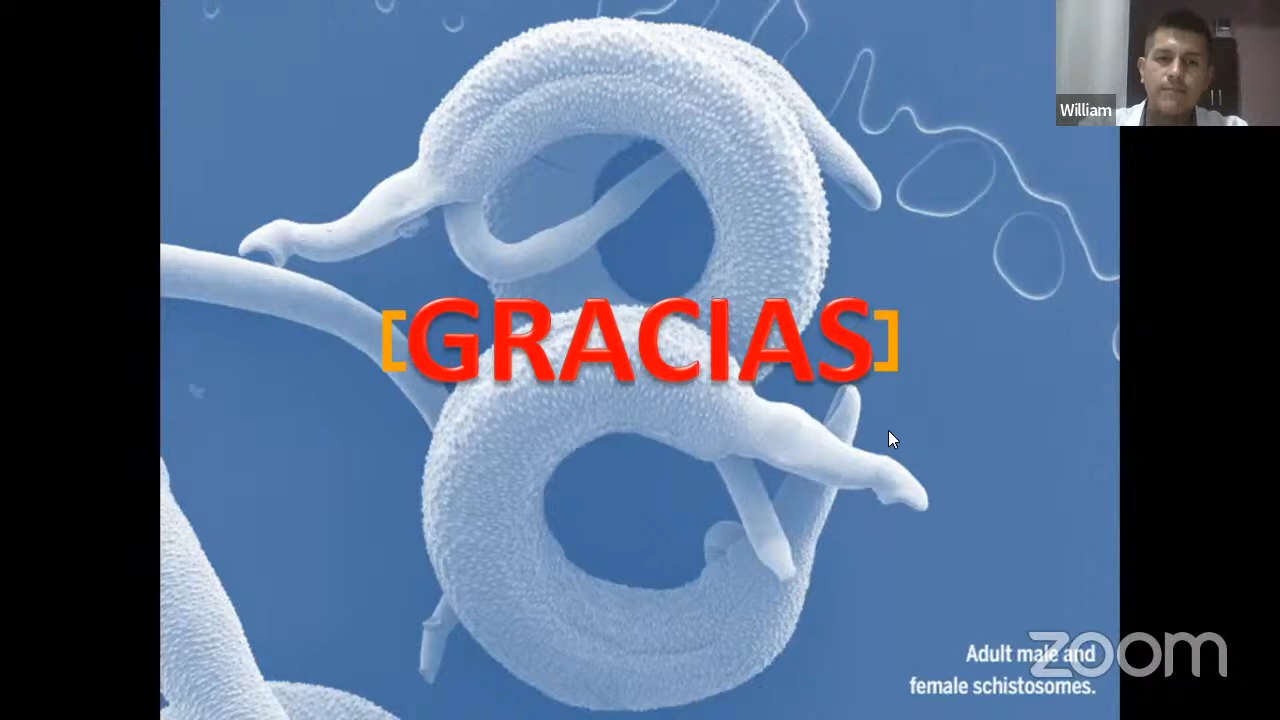 William
[GRACIAS]
Adult male and
female schistosomes.
zoom